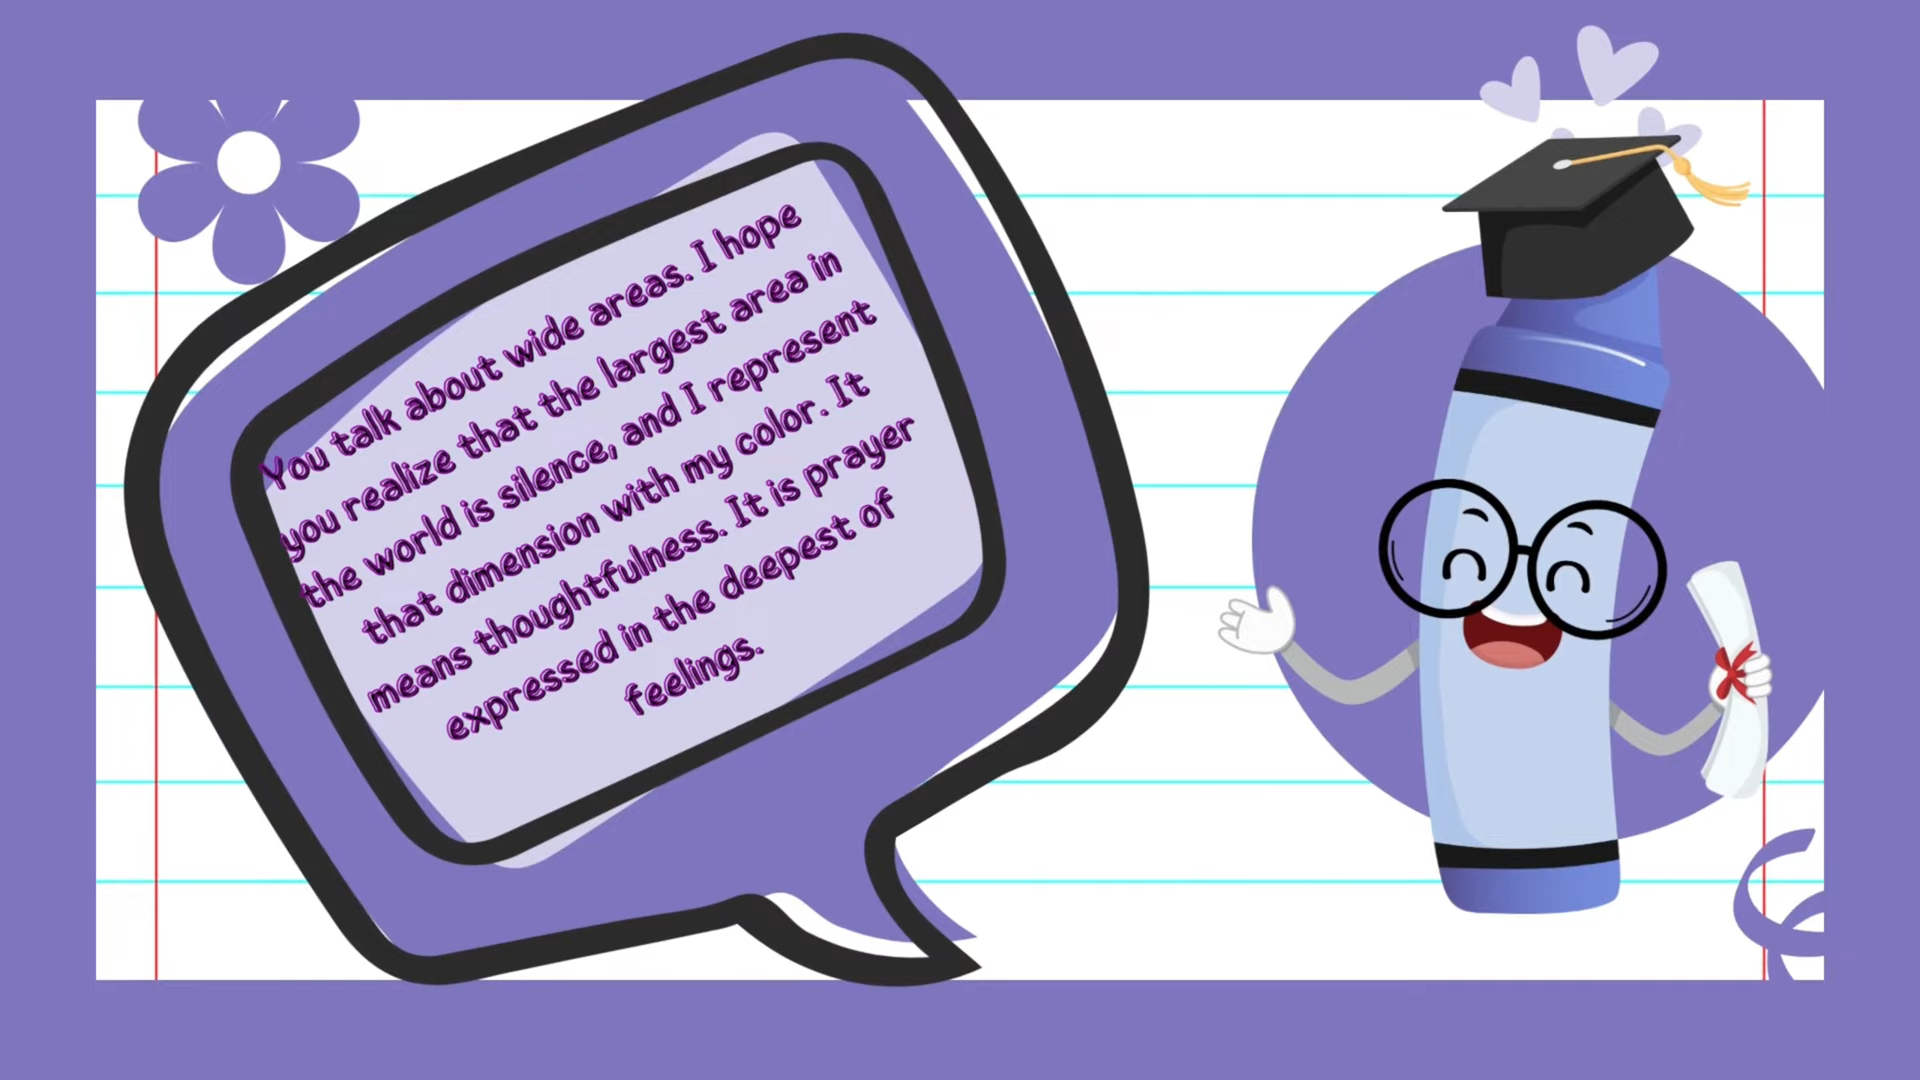 You talk about wide areas. I hope
you realize that the largest area in
the world is silence, and I represent
that dimension with my color. It
means thoughtfulness. It is prayer
expressed in the deepest of
feelings.